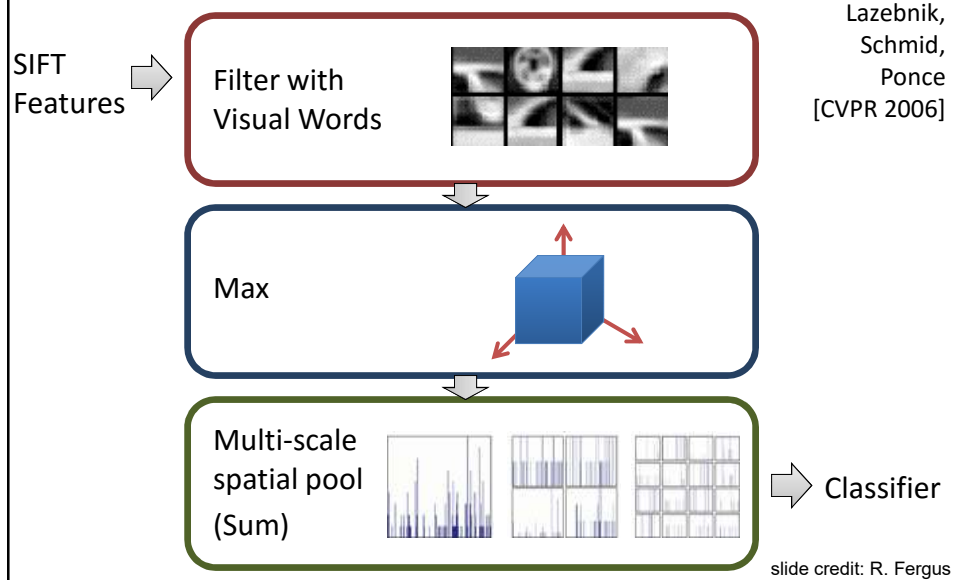 SIFT
Features
Filter with
Visual Words
Lazebnik,
Schmid,
Ponce
[CVPR 2006]
Max
Multi-scale
spatial pool
(Sum)
Classifier
slide credit: R. Fergus